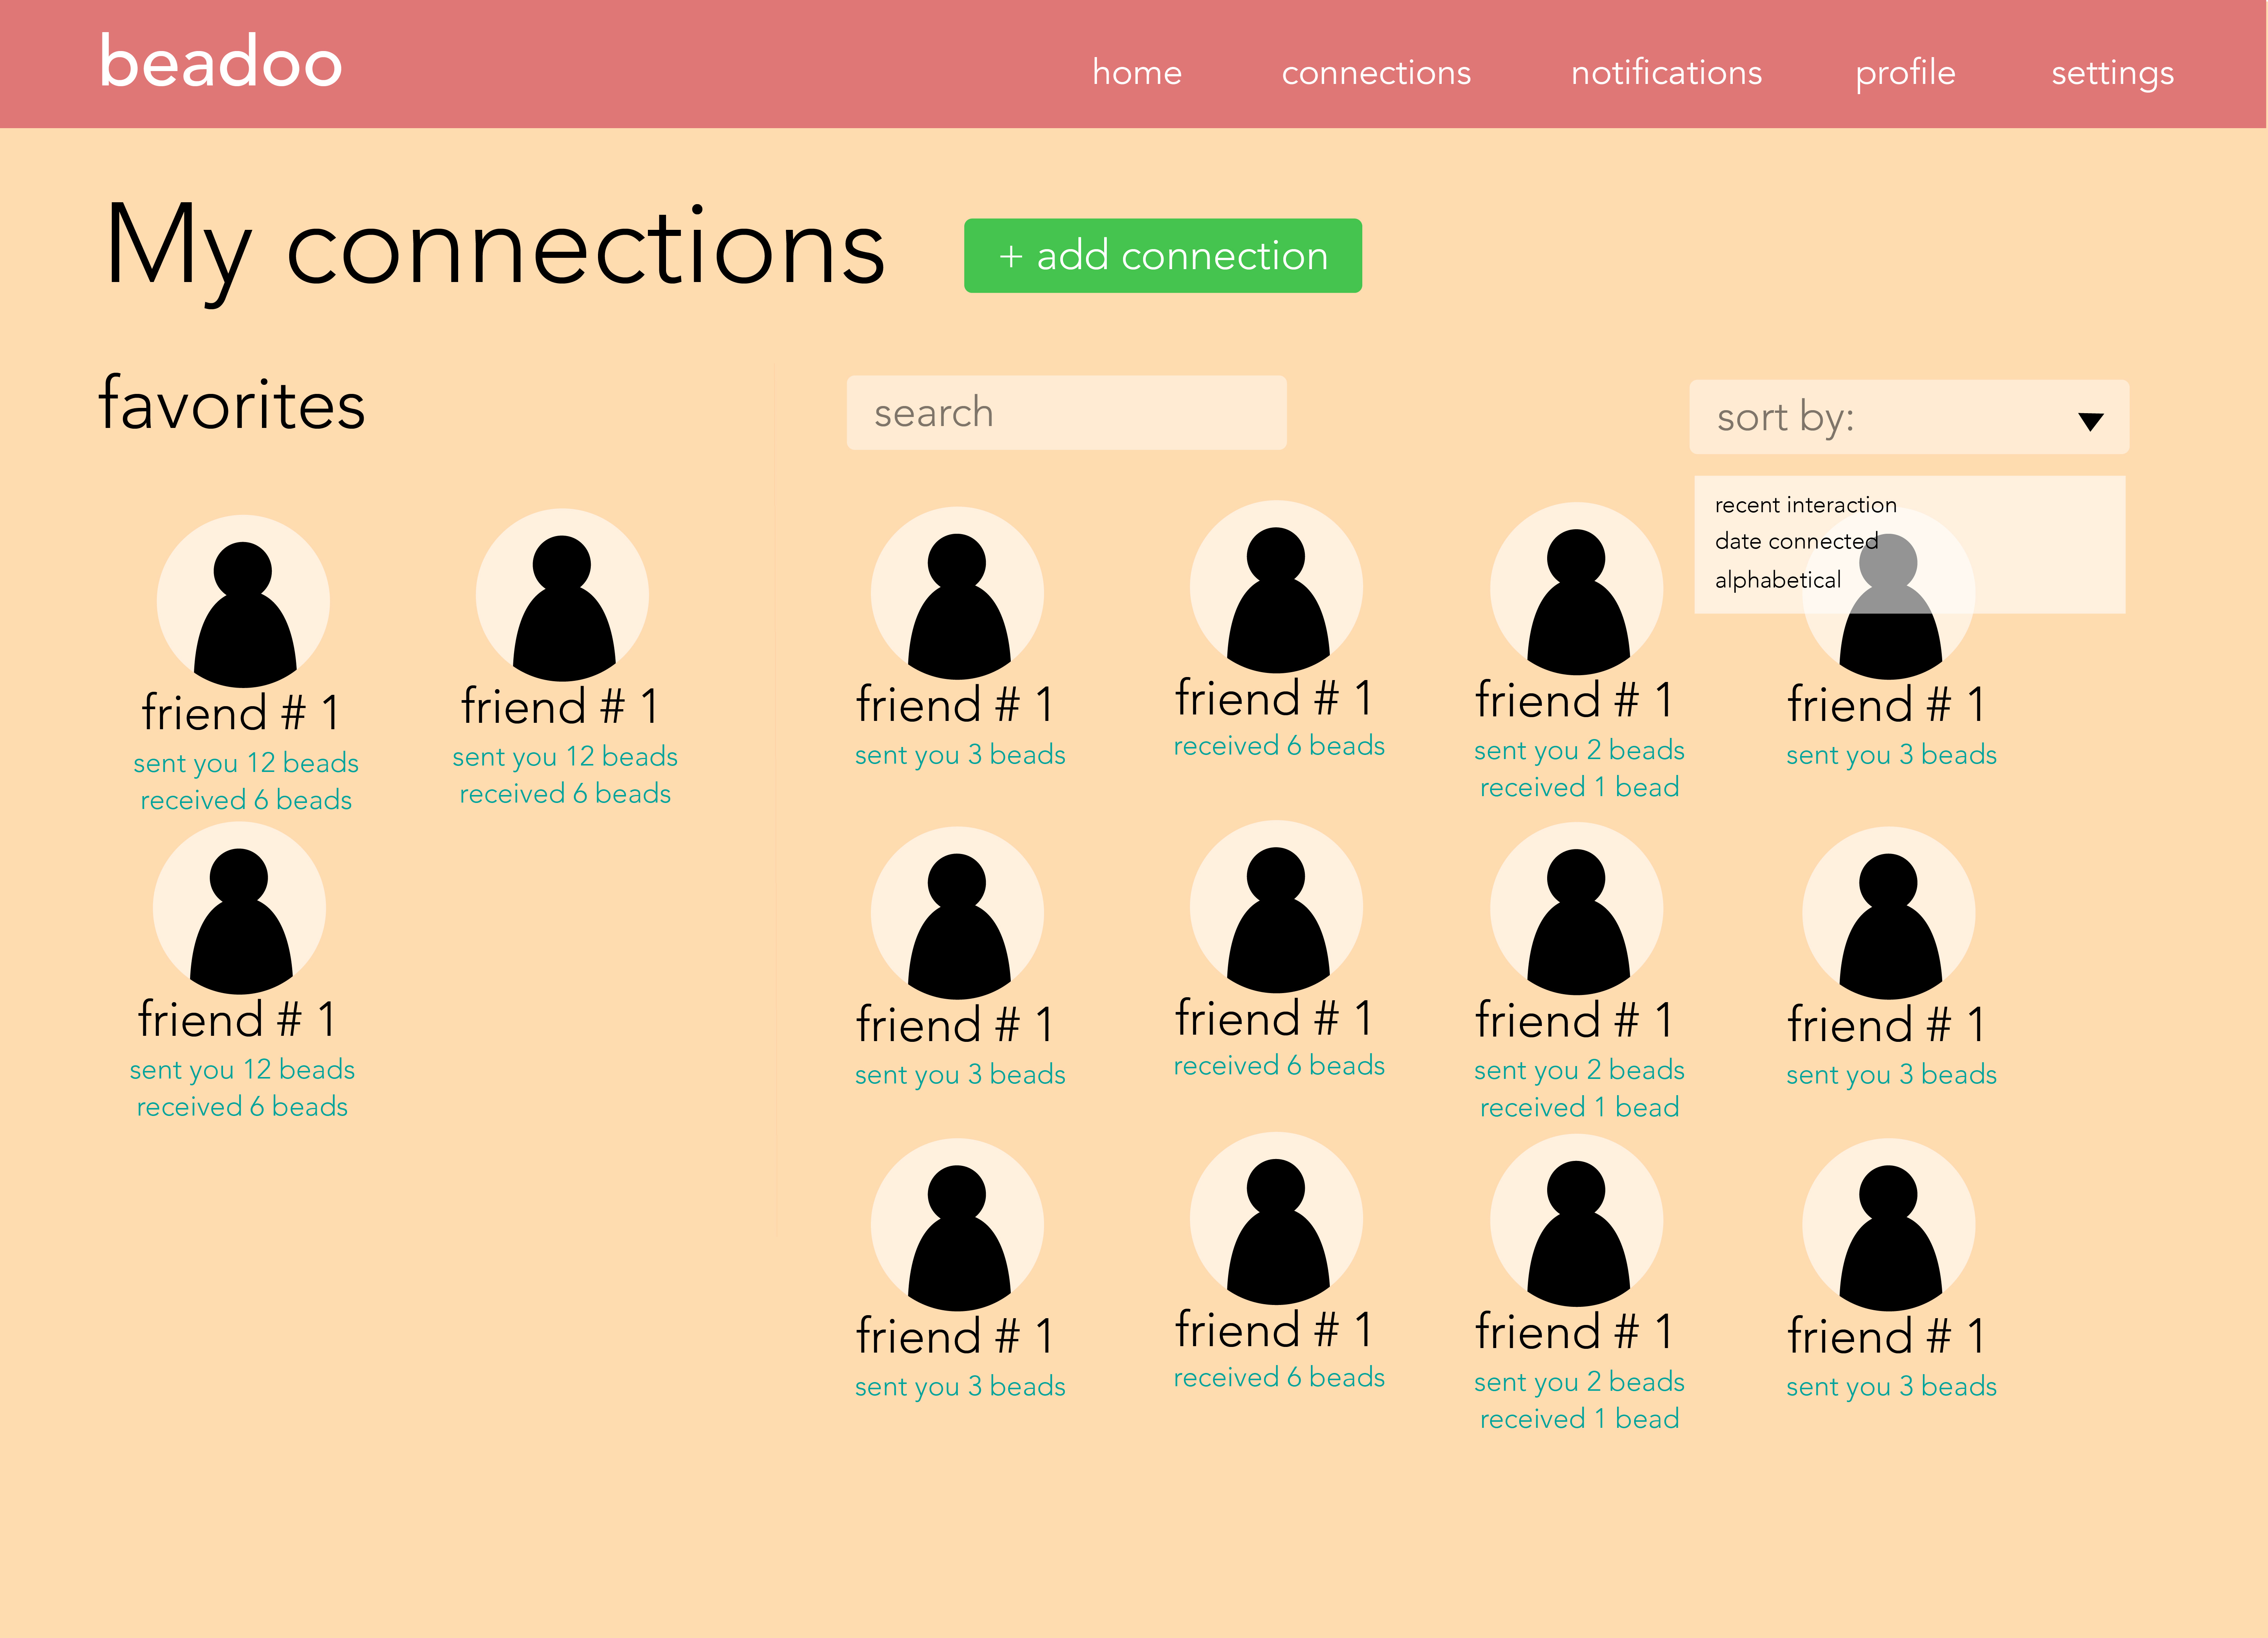 beadoo
home connections notifications profile settings
My connections
+ add connection
favorites
friend # 1
sent you 12 beads
received 6 beads
friend # 1
sent you 12 beads
received 6 beads
friend # 1
sent you 12 beads
received 6 beads
search
sort by:
recent interaction
date connected
alphabetical
friend # 1
sent you 3 beads
friend # 1
received 6 beads
friend # 1
sent you 2 beads
received 1 bead
friend # 1
sent you 3 beads
friend # 1
sent you 3 beads
friend # 1
received 6 beads
friend # 1
sent you 2 beads
received 1 bead
friend # 1
sent you 3 beads
friend # 1
sent you 3 beads
friend # 1
received 6 beads
friend # 1
sent you 2 beads
received 1 bead
friend # 1
sent you 3 beads